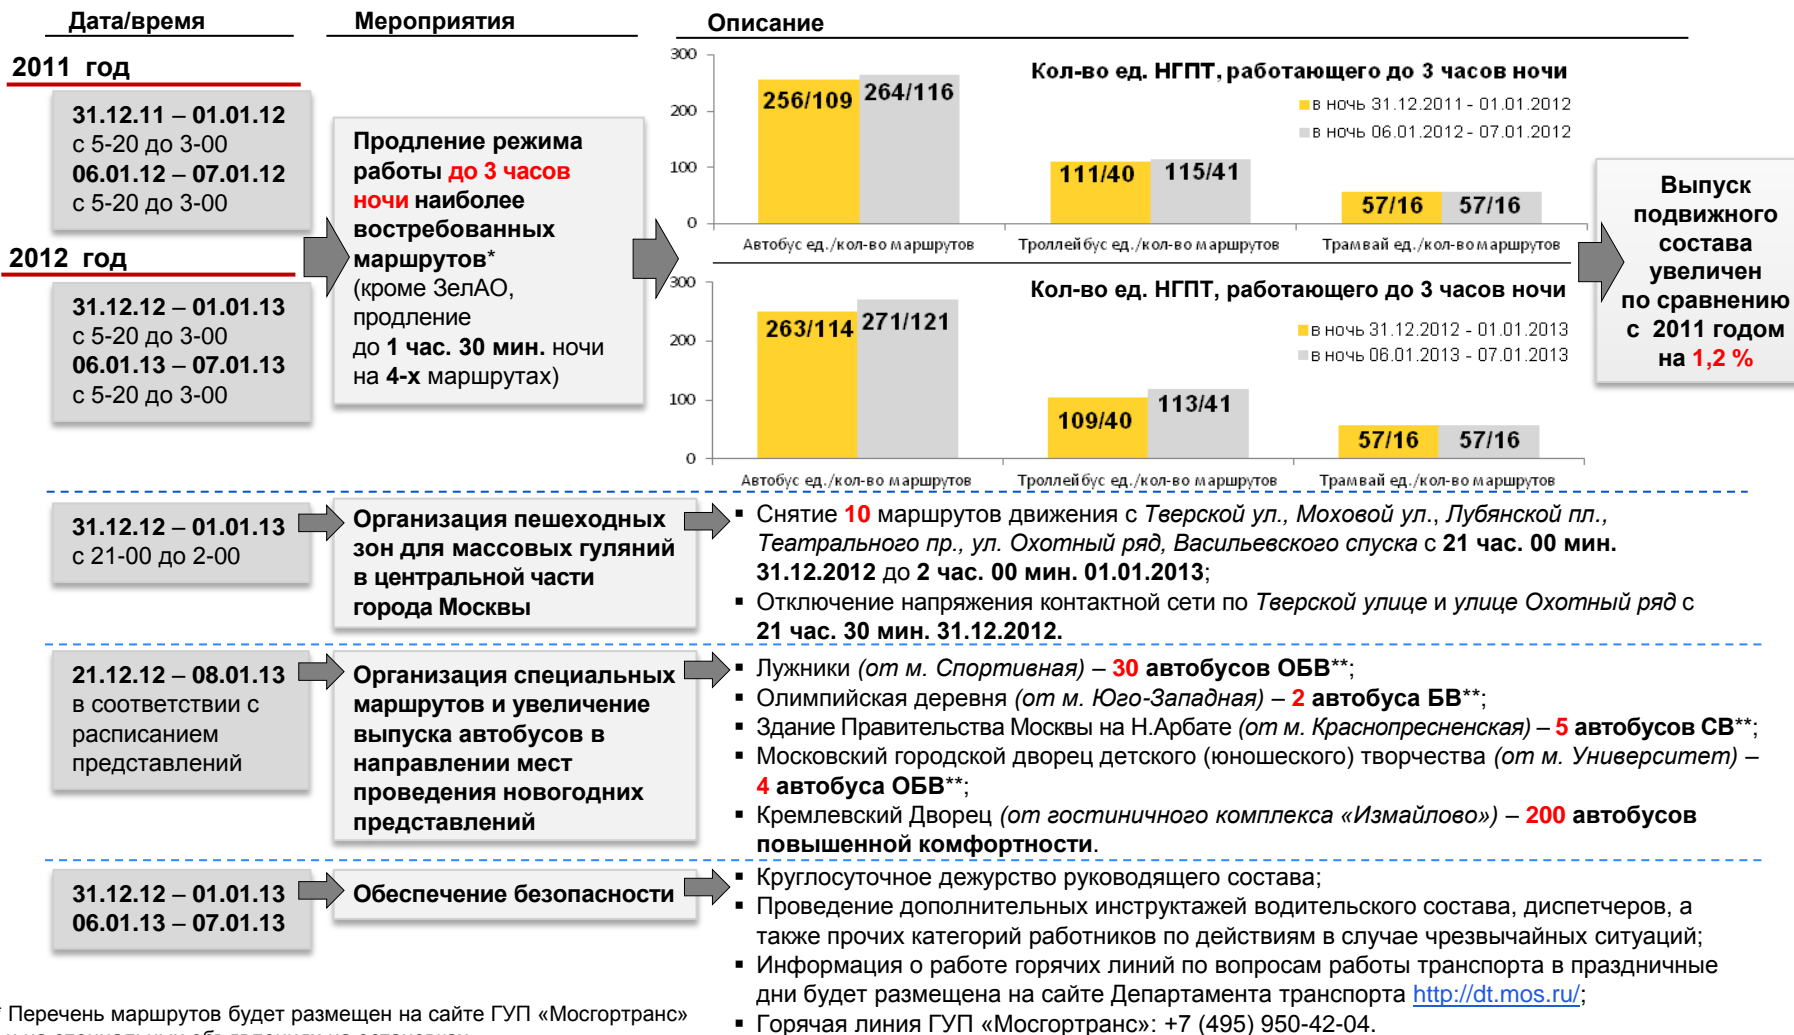 Дата/время
Мероприятия
Описание
2011 год
31.12.11 – 01.01.12
с 5-20 до 3-00
06.01.12 – 07.01.12
с 5-20 до 3-00
2012 год
31.12.12 – 01.01.13
с 5-20 до 3-00
06.01.13 – 07.01.13
с 5-20 до 3-00
Продление режима
работы до 3 часов
ночи наиболее
востребованных
маршрутов*
(кроме ЗелАО,
продление
до 1 час. 30 мин. ночи
на 4-х маршрутах)
Кол-во ед. НГПТ, работающего до 3 часов ночи
в ночь 31.12.2011 - 01.01.2012
в ночь 06.01.2012 - 07.01.2012
300
200
100
0
256/109
264/116
111/40
115/41
57/16
57/16
Автобус ед./кол-во маршрутов
Троллейбус ед./кол-во маршрутов
Трамвай ед./кол-во маршрутов
Кол-во ед. НГПТ, работающего до 3 часов ночи
в ночь 31.12.2012 - 01.01.2013
в ночь 06.01.2013 - 07.01.2013
300
200
100
0
263/114
271/121
109/40
113/41
57/16
57/16
Автобус ед./кол-во маршрутов
Троллейбус ед./кол-во маршрутов
Трамвай ед./кол-во маршрутов
Выпуск
подвижного
состава
увеличен
по сравнению
с 2011 годом
на 1,2 %
31.12.12 – 01.01.13
с 21-00 до 2-00
Организация пешеходных
зон для массовых гуляний
в центральной части
города Москвы
▪ Снятие 10 маршрутов движения с Тверской ул., Моховой ул., Лубянской пл.,
Театрального пр., ул. Охотный ряд, Васильевского спуска с 21 час. 00 мин.
31.12.2012 до 2 час. 00 мин. 01.01.2013;
▪ Отключение напряжения контактной сети по Тверской улице и улице Охотный ряд с
21 час. 30 мин. 31.12.2012.
21.12.12 – 08.01.13
в соответствии с
расписанием
представлений
Организация специальных
маршрутов и увеличение
выпуска автобусов в
направлении мест
проведения новогодних
представлений
▪ Лужники (от м. Спортивная) – 30 автобусов ОБВ**;
▪ Олимпийская деревня (от м. Юго-Западная) – 2 автобуса БВ**;
▪ Здание Правительства Москвы на Н.Арбате (от м. Краснопресненская) – 5 автобусов СВ**;
▪ Московский городской дворец детского (юношеского) творчества (от м. Университет) –
4 автобуса ОБВ**;
▪ Кремлевский Дворец (от гостиничного комплекса «Измайлово») – 200 автобусов
повышенной комфортности.
31.12.12 – 01.01.13
06.01.13 – 07.01.13
Обеспечение безопасности
▪ Круглосуточное дежурство руководящего состава;
▪ Проведение дополнительных инструктажей водительского состава, диспетчеров, а
также прочих категорий работников по действиям в случае чрезвычайных ситуаций;
▪ Информация о работе горячих линий по вопросам работы транспорта в праздничные
дни будет размещена на сайте Департамента транспорта http://dt.mos.ru/;
▪ Горячая линия ГУП «Мосгортранс»: +7 (495) 950-42-04.
* Перечень маршрутов будет размещен на сайте ГУП «Мосгортранс»